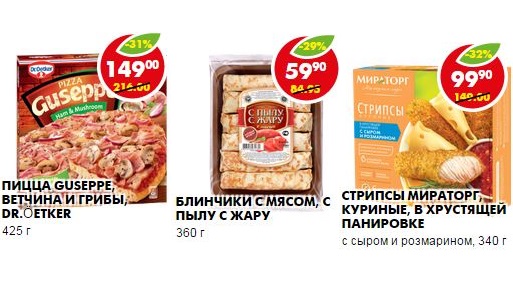 -31%
149 00
214.00
Dr.Oetker
PIZZA
Guseppe
Ham & Mushroom
ПИЦЦА GUSEPPE,
ВЕТЧИНА И ГРИБЫ,
DR.OETKER
425 г
-29%
59 90
84.95
С ПЫЛУ
С ЖАРУ
БЛИНЧИКИ С МЯСОМ, С
ПЫЛУ С ЖАРУ
360 г
-32%
99 90
148.00
МИРАТОРГ
СТРИПСЫ
С СЫРОМ
И РОЗМАРИНОМ
СТРИПСЫ МИРАТОРГ,
КУРИНЫЕ, В ХРУСТЯЩЕЙ
ПАНИРОВКЕ
с сыром и розмарином, 340 г